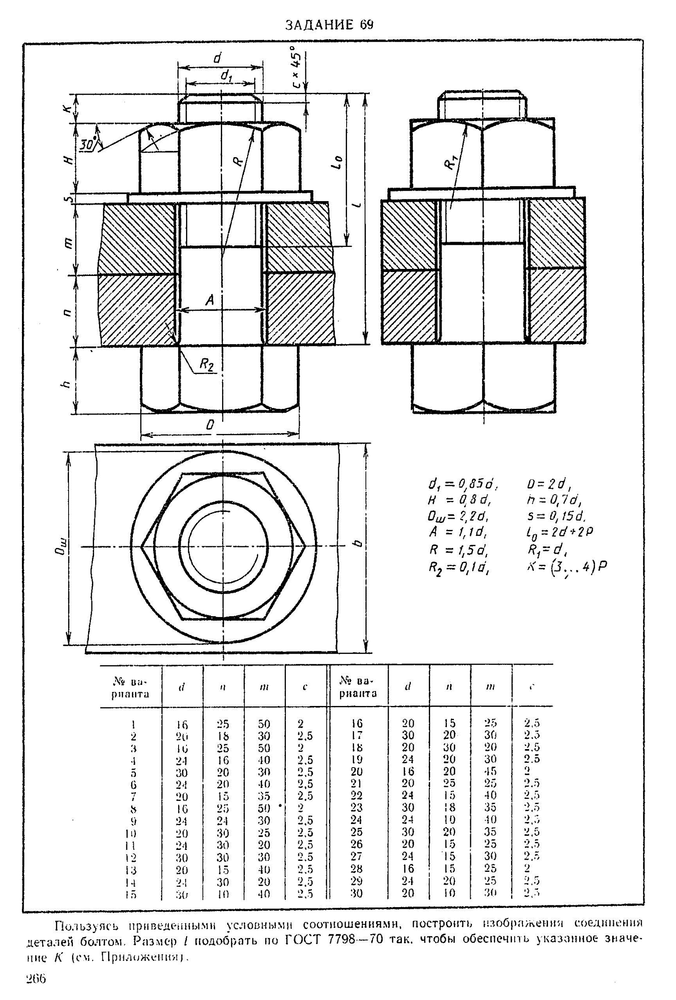 ЗАДАНИЕ 69
d
d₁
c × 45°
K
30°
H
S
m
n
h
R
L₀
L
R₁
A
R₂
D
Dш
b
d₁ = 0,85d, D = 2d,
H = 0,8d, h = 0,7d,
Dш = 2,2d, s = 0,15d,
A = 1,1d, L₀ = 2d+2P
R = 1,5d, R₁ = d,
R₂ = 0,1d, K = (3...4)P
№ ва- d n m c № ва- d n m c
рианта рианта
1 16 25 50 2 16 20 15 25 2,5
2 20 18 30 2,5 17 30 20 30 2,5
3 16 25 50 2 18 20 30 20 2,5
4 24 16 40 2,5 19 24 20 30 2.5
5 30 20 30 2,5 20 16 20 45 2
6 24 20 40 2,5 21 20 25 25 2,5
7 20 15 35 2,5 22 24 15 40 2,5
8 16 25 50 2 23 30 18 35 2,5
9 24 24 30 2,5 24 24 10 40 2,5
10 20 30 25 2,5 25 30 20 35 2,5
11 24 30 20 2,5 26 20 15 25 2,5
12 30 30 30 2,5 27 24 15 30 2,5
13 20 15 40 2,5 28 16 15 25 2
14 24 30 20 2,5 29 24 20 25 2,5
15 30 10 40 2,5 30 20 10 30 2,5
Пользуясь приведенными условными соотношениями, построить изображения соединения
деталей болтом. Размер l подобрать по ГОСТ 7798—70 так. чтобы обеспечить указанное значе-
ние K (см. Приложения).
266